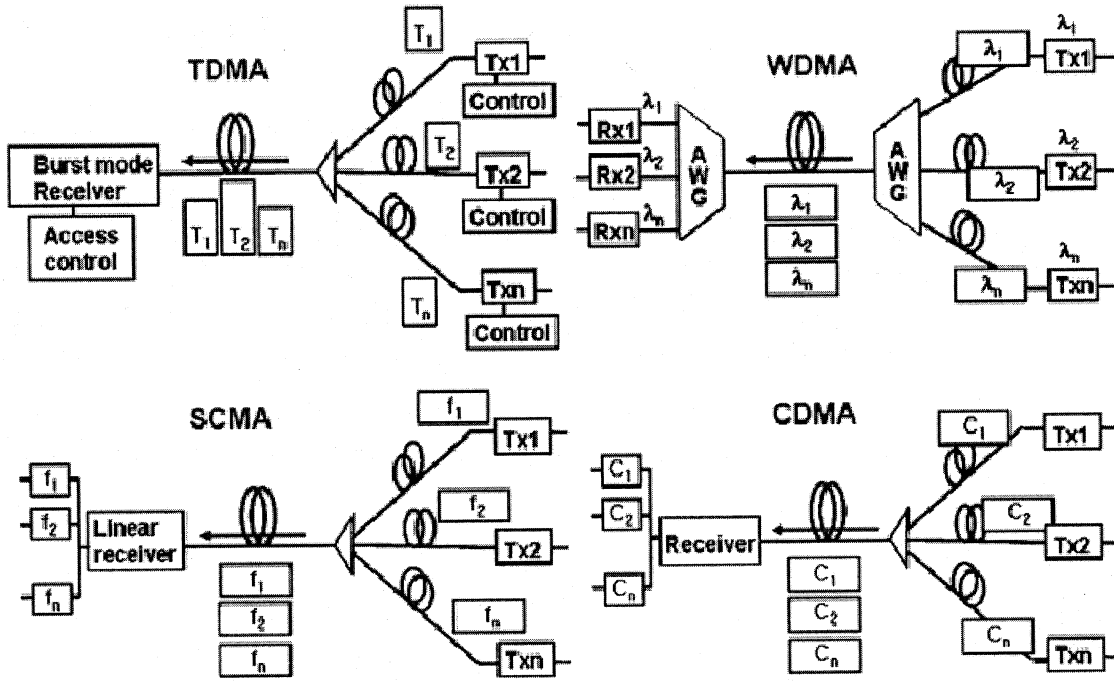 TDMA
T1
Tx1
Control
T2
Tx2
Control
Burst mode
Receiver
T1 T2 Tn
Access
control
Tn
Txn
Control
WDMA
λ1
λ1 Tx1
λ1
Rx1
λ2
Rx2
λn
Rxn
AWG
AWG
λ2
λ2 Tx2
λ1
λ2
λn
λn
λn Txn
SCMA
f1
Tx1
f1
f2
fn
Linear
receiver
f2
Tx2
f1
f2
fn
fn
Txn
CDMA
C1 Tx1
C1
C2
Cn
Receiver
C2 Tx2
C1
C2
Cn
Cn
Txn